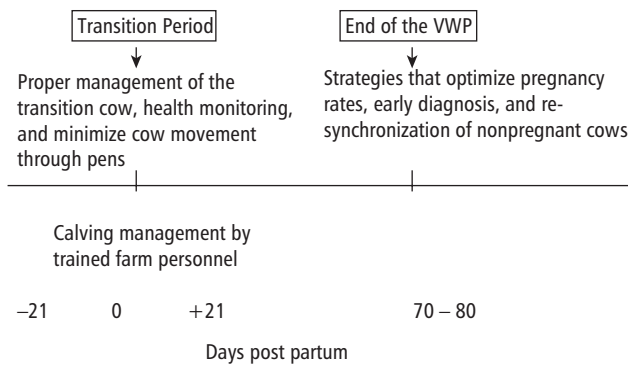 Transition Period
End of the VWP
Proper management of the
transition cow, health monitoring,
and minimize cow movement
through pens
Strategies that optimize pregnancy
rates, early diagnosis, and re-
synchronization of nonpregnant cows
Calving management by
trained farm personnel
–21 0 +21 70 – 80
Days post partum